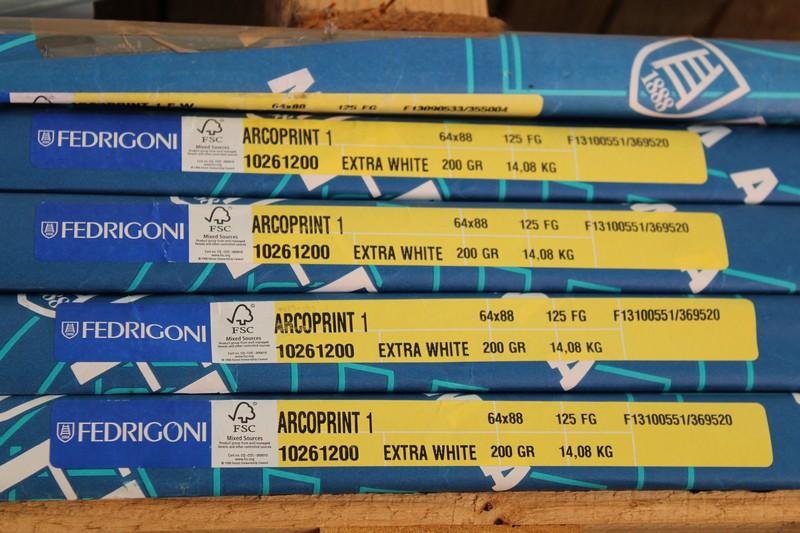 1888
64x88 125 FG F13090533/355004
FEDRIGONI FSC ARCOPRINT 1 64x88 125 FG F13100551/369520
Mixed Sources 10261200 EXTRA WHITE 200 GR 14,08 KG
FEDRIGONI FSC ARCOPRINT 1 64x88 125 FG F13100551/369520
Mixed Sources 10261200 EXTRA WHITE 200 GR 14,08 KG
FEDRIGONI FSC ARCOPRINT 1 64x88 125 FG F13100551/369520
Mixed Sources 10261200 EXTRA WHITE 200 GR 14,08 KG
FEDRIGONI FSC ARCOPRINT 1 64x88 125 FG F13100551/369520
Mixed Sources 10261200 EXTRA WHITE 200 GR 14,08 KG